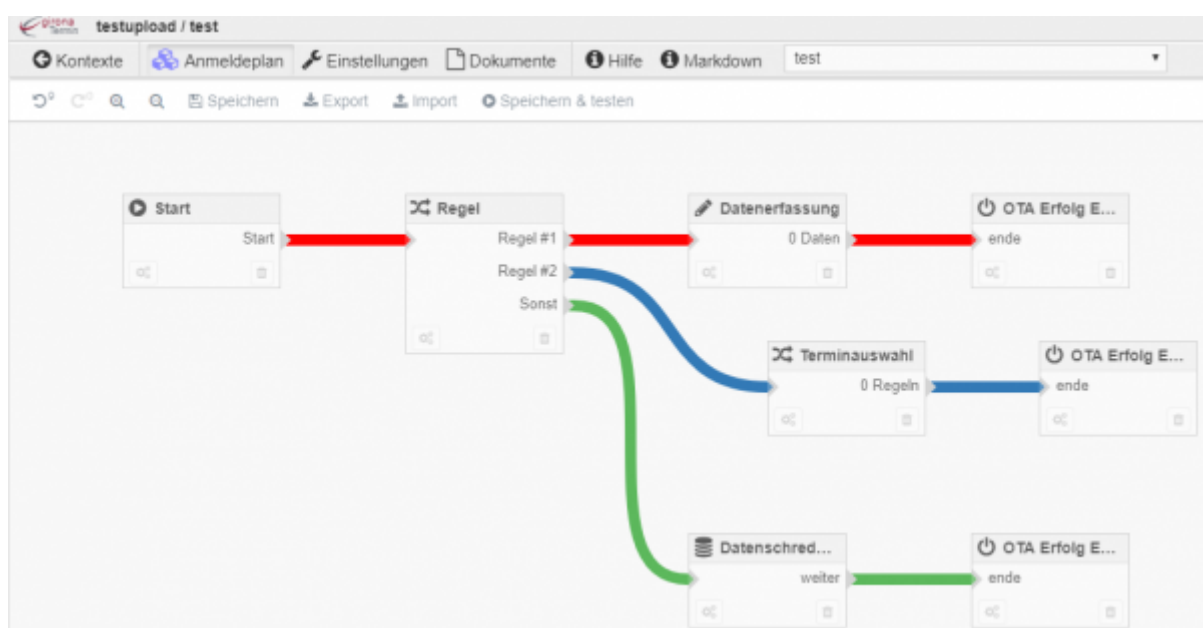 girona Termin testupload / test
Kontexte Anmeldeplan Einstellungen Dokumente Hilfe Markdown test
Speichern Export Import Speichern & testen
Start Regel Datenerfassung OTA Erfolg E...
Start Regel #1 0 Daten ende
Regel #2
Sonst
Terminauswahl OTA Erfolg E...
0 Regeln ende
Datenschred... OTA Erfolg E...
weiter ende